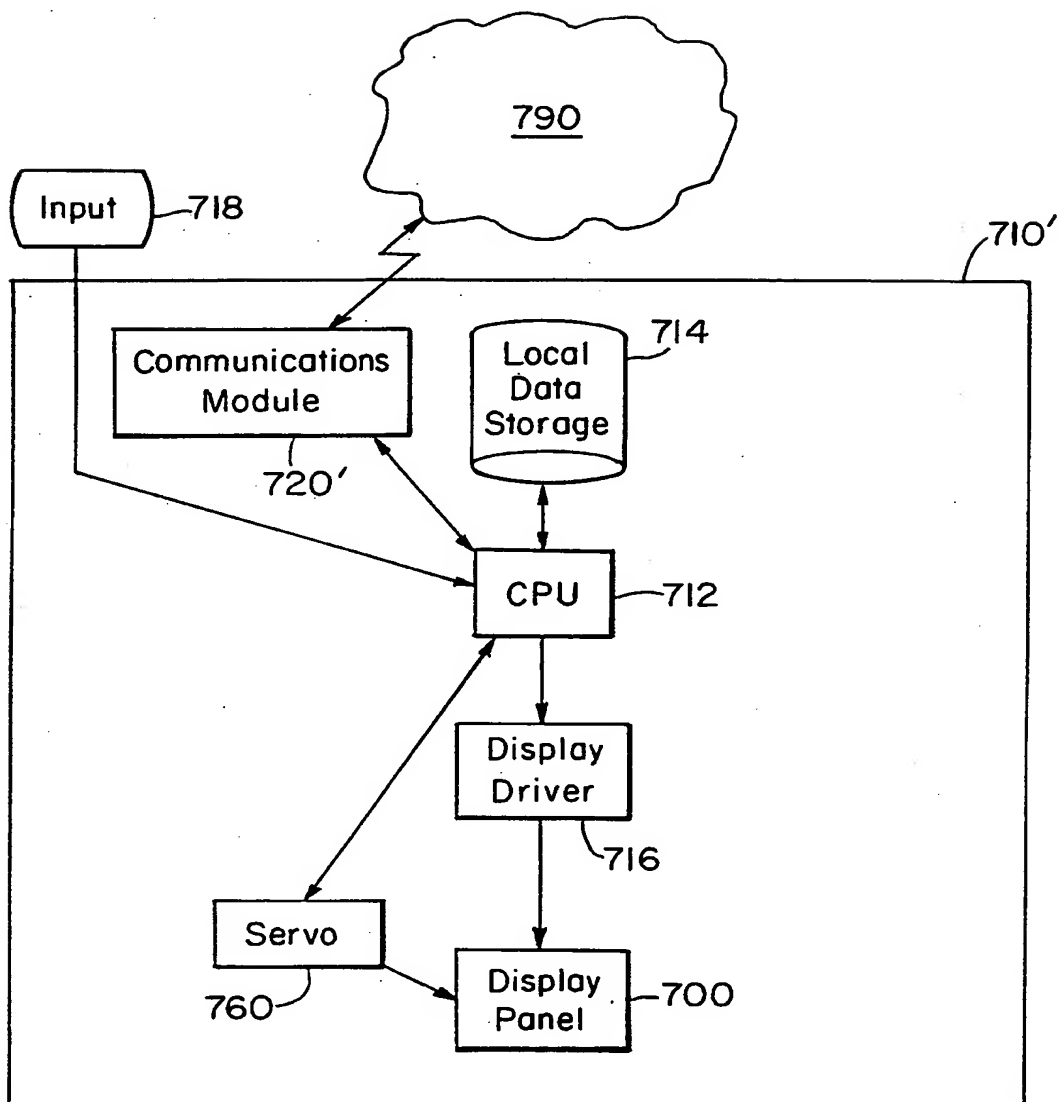 790
Input
718
710'
Communications
Module
720'
Local
Data
Storage
714
CPU
712
Display
Driver
716
Servo
760
Display
Panel
700